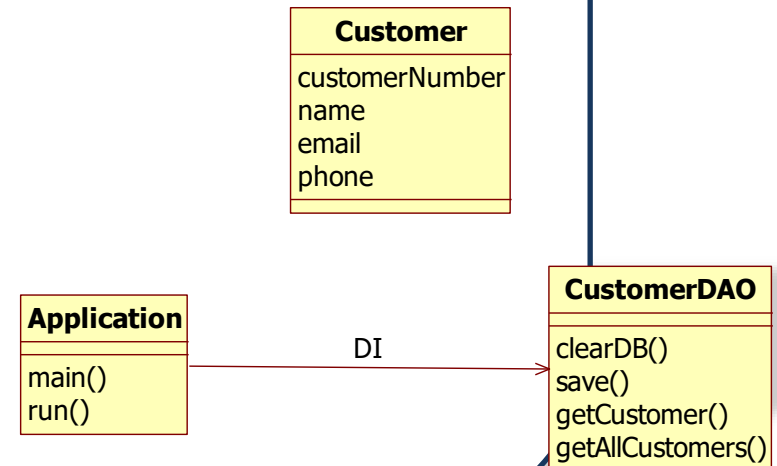 Customer
customerNumber
name
email
phone
Application
main()
run()
DI
CustomerDAO
clearDB()
save()
getCustomer()
getAllCustomers()